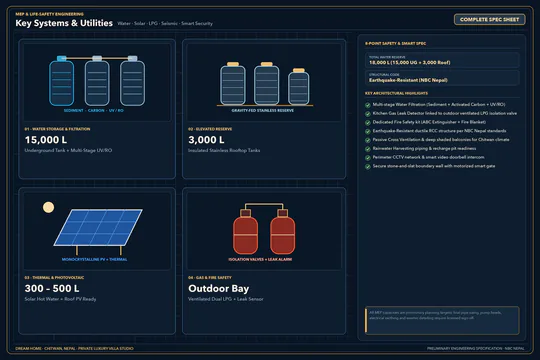 MEP & LIFE-SAFETY ENGINEERING
Key Systems & Utilities Water · Solar · LPG · Seismic · Smart Security
COMPLETE SPEC SHEET
SEDIMENT · CARBON · UV / RO
01 · WATER STORAGE & FILTRATION
15,000 L
Underground Tank + Multi-Stage UV/RO
GRAVITY-FED STAINLESS RESERVE
02 · ELEVATED RESERVE
3,000 L
Insulated Stainless Rooftop Tanks
MONOCRYSTALLINE PV + THERMAL
03 · THERMAL & PHOTOVOLTAIC
300 – 500 L
Solar Hot Water + Roof PV Ready
ISOLATION VALVES + LEAK ALARM
04 · GAS & FIRE SAFETY
Outdoor Bay
Ventilated Dual LPG + Leak Sensor
8-POINT SAFETY & SMART SPEC
TOTAL WATER RESERVE
18,000 L (15,000 UG + 3,000 Roof)
STRUCTURAL CODE
Earthquake-Resistant (NBC Nepal)
KEY ARCHITECTURAL HIGHLIGHTS
Multi-stage Water Filtration (Sediment + Activated Carbon + UV/RO)
Kitchen Gas Leak Detector linked to outdoor ventilated LPG isolation valve
Dedicated Fire Safety kit (ABC Extinguisher + Fire Blanket)
Earthquake-Resistant ductile RCC structure per NBC Nepal standards
Passive Cross Ventilation & deep shaded balconies for Chitwan climate
Rainwater Harvesting piping & recharge pit readiness
Perimeter CCTV network & smart video doorbell intercom
Secure stone-and-slat boundary wall with motorized gate
DREAM HOME · CHITWAN, NEPAL · PRIVATE LUXURY VILLA STUDIO
PRELIMINARY ENGINEERING SPECIFICATION · NBC NEPAL